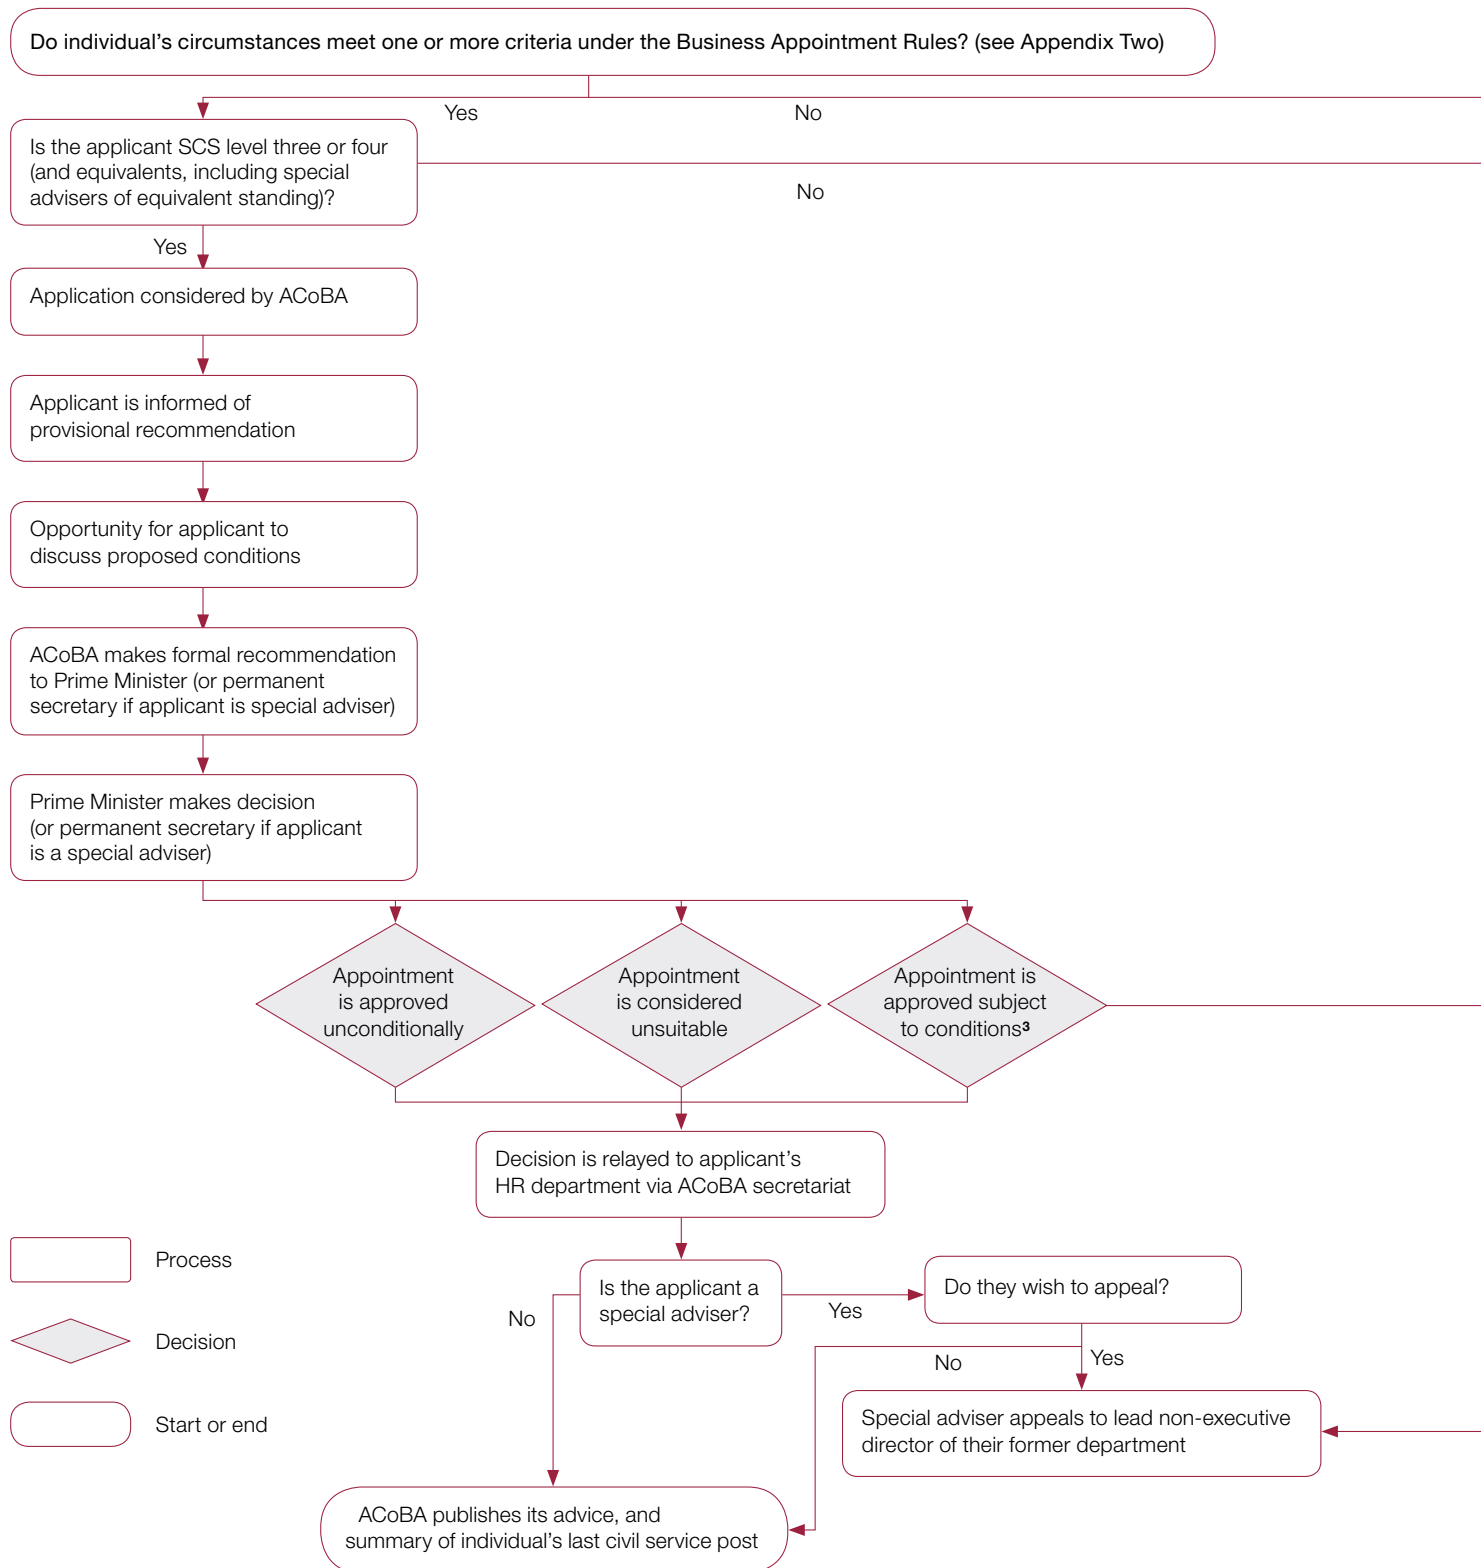 Do individual's circumstances meet one or more criteria under the Business Appointment Rules? (see Appendix Two)
Yes
No
Is the applicant SCS level three or four
(and equivalents, including special
advisers of equivalent standing)?
No
Yes
Application considered by ACoBA
Applicant is informed of
provisional recommendation
Opportunity for applicant to
discuss proposed conditions
ACoBA makes formal recommendation
to Prime Minister (or permanent
secretary if applicant is special adviser)
Prime Minister makes decision
(or permanent secretary if applicant
is a special adviser)
Appointment
is approved
unconditionally
Appointment
is considered
unsuitable
Appointment is
approved subject
to conditions³
Decision is relayed to applicant's
HR department via ACoBA secretariat
Process
Is the applicant a
special adviser?
Do they wish to appeal?
No
Yes
Decision
No
Yes
Special adviser appeals to lead non-executive
director of their former department
Start or end
ACoBA publishes its advice, and
summary of individual's last civil service post